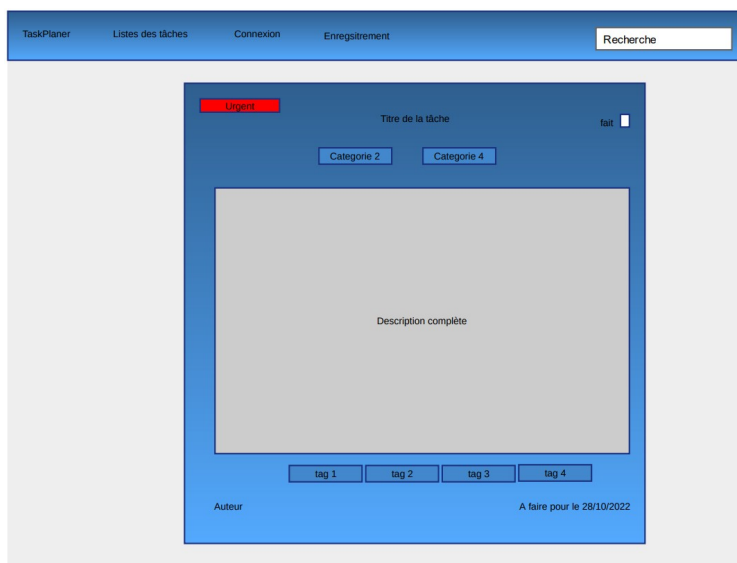 TaskPlaner Listes des tâches Connexion Enregsitrement Recherche
Urgent
Titre de la tâche
fait
Categorie 2 Categorie 4
Description complète
tag 1 tag 2 tag 3 tag 4
Auteur A faire pour le 28/10/2022